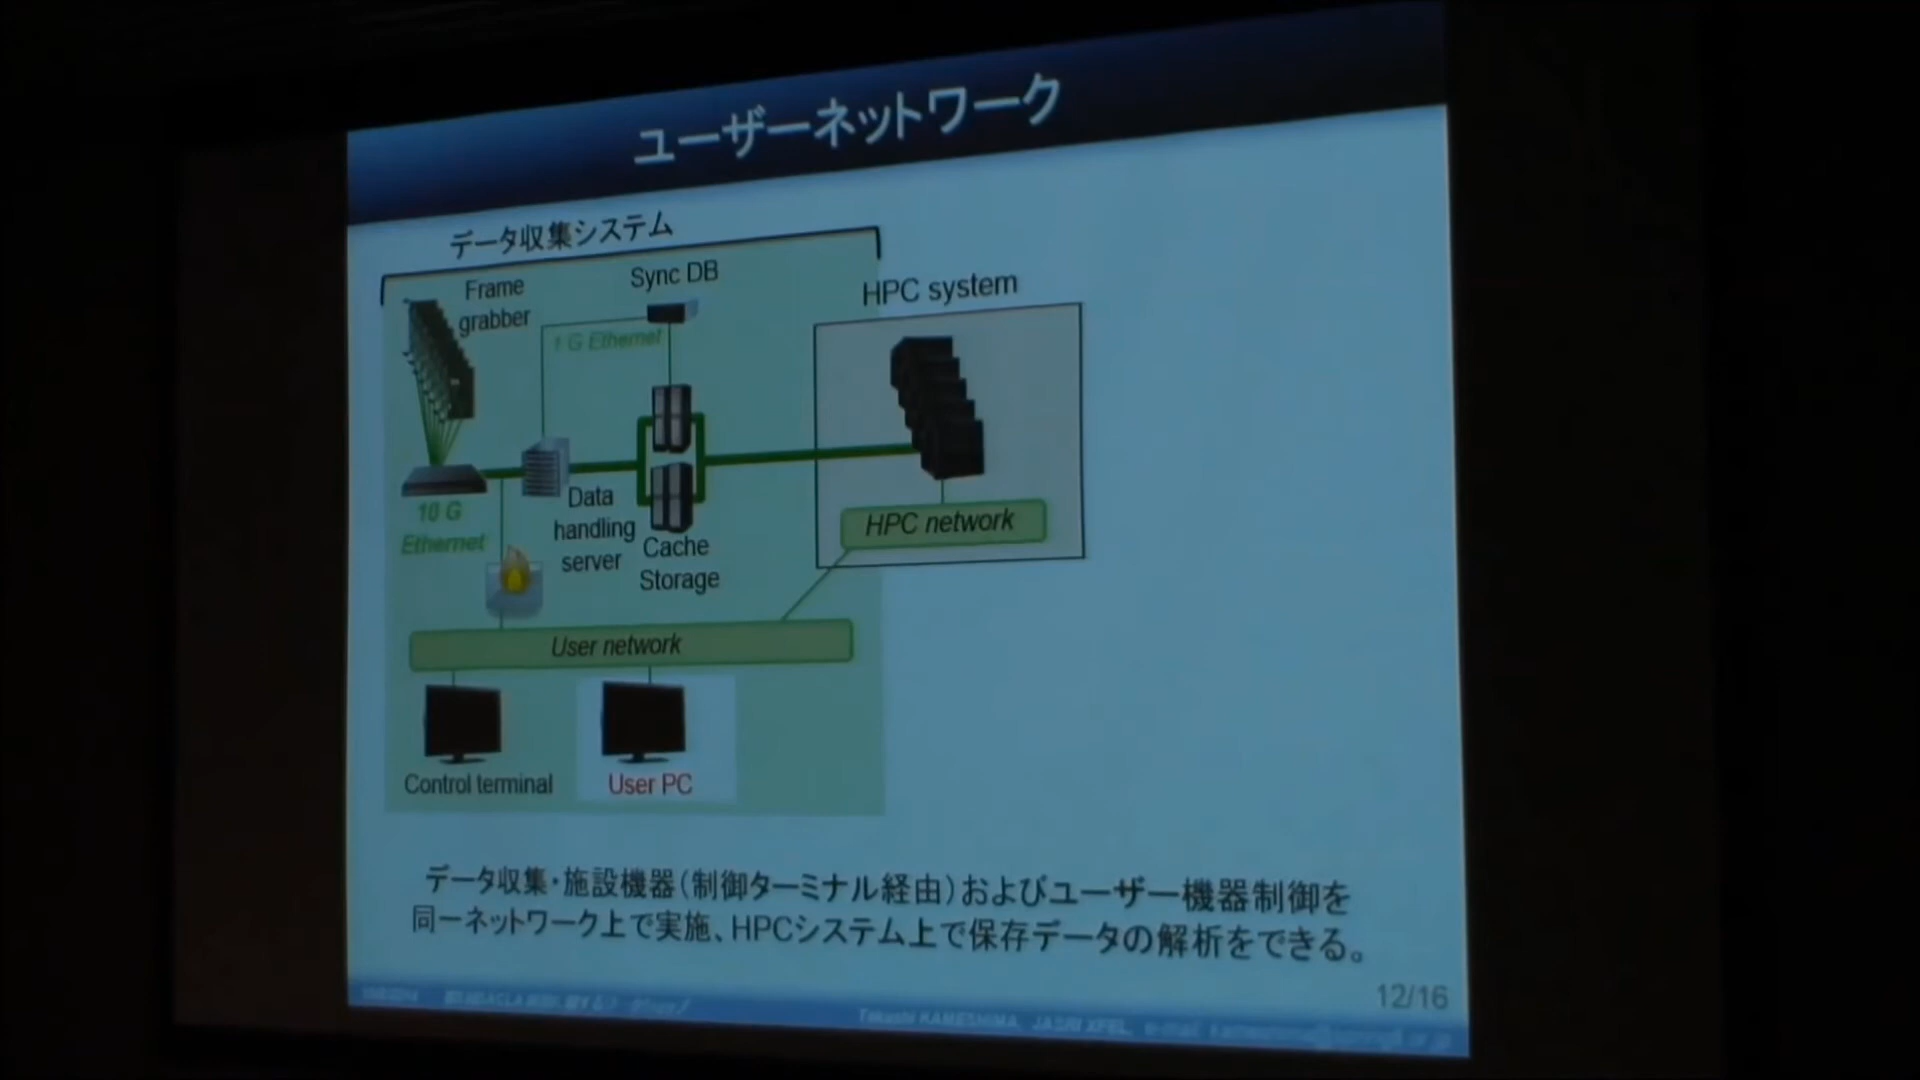 ユーザーネットワーク
データ収集システム
Frame
grabber
Sync DB
HPC system
1 G Ethernet
10 G
Ethernet
Data
handling
server
Cache
Storage
HPC network
User network
Control terminal
User PC
データ収集・施設機器(制御ターミナル経由)およびユーザー機器制御を
同一ネットワーク上で実施、HPCシステム上で保存データの解析をできる。
12/16
Takashi KAMESHIMA, JASRI XFEL,